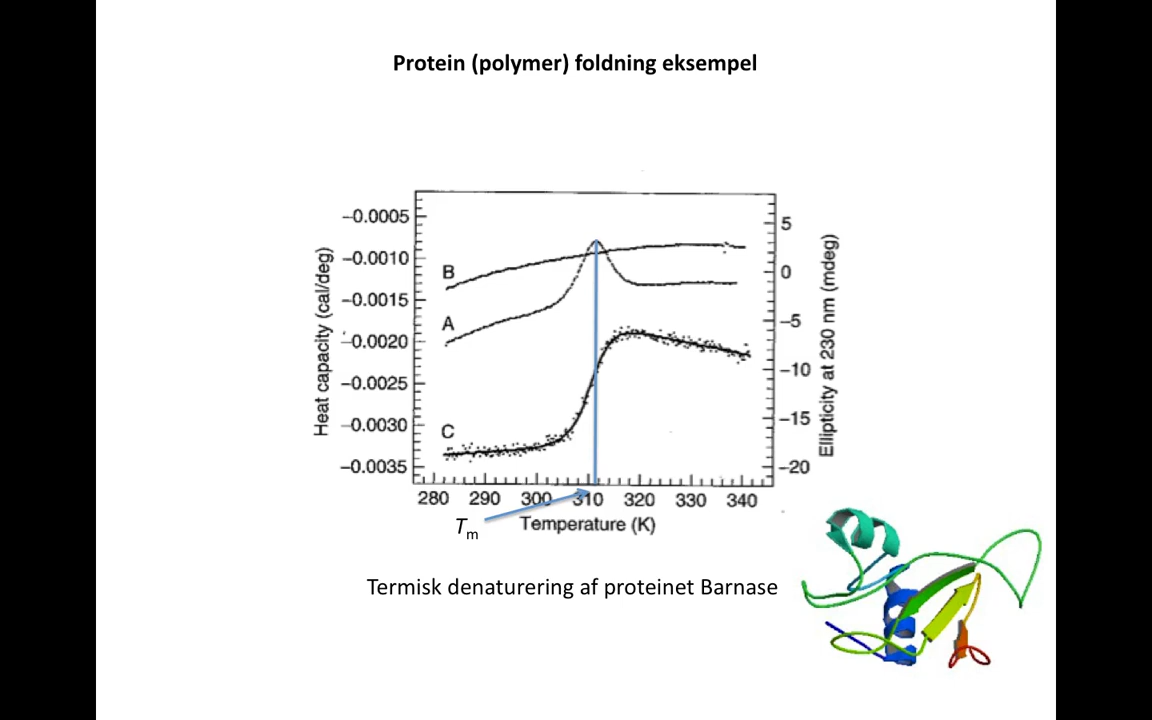 Protein (polymer) foldning eksempel
−0.0005
−0.0010
−0.0015
−0.0020
−0.0025
−0.0030
−0.0035
Heat capacity (cal/deg)
B
A
C
5
0
−5
−10
−15
−20
Ellipticity at 230 nm (mdeg)
280 290 300 310 320 330 340
Tm
Temperature (K)
Termisk denaturering af proteinet Barnase